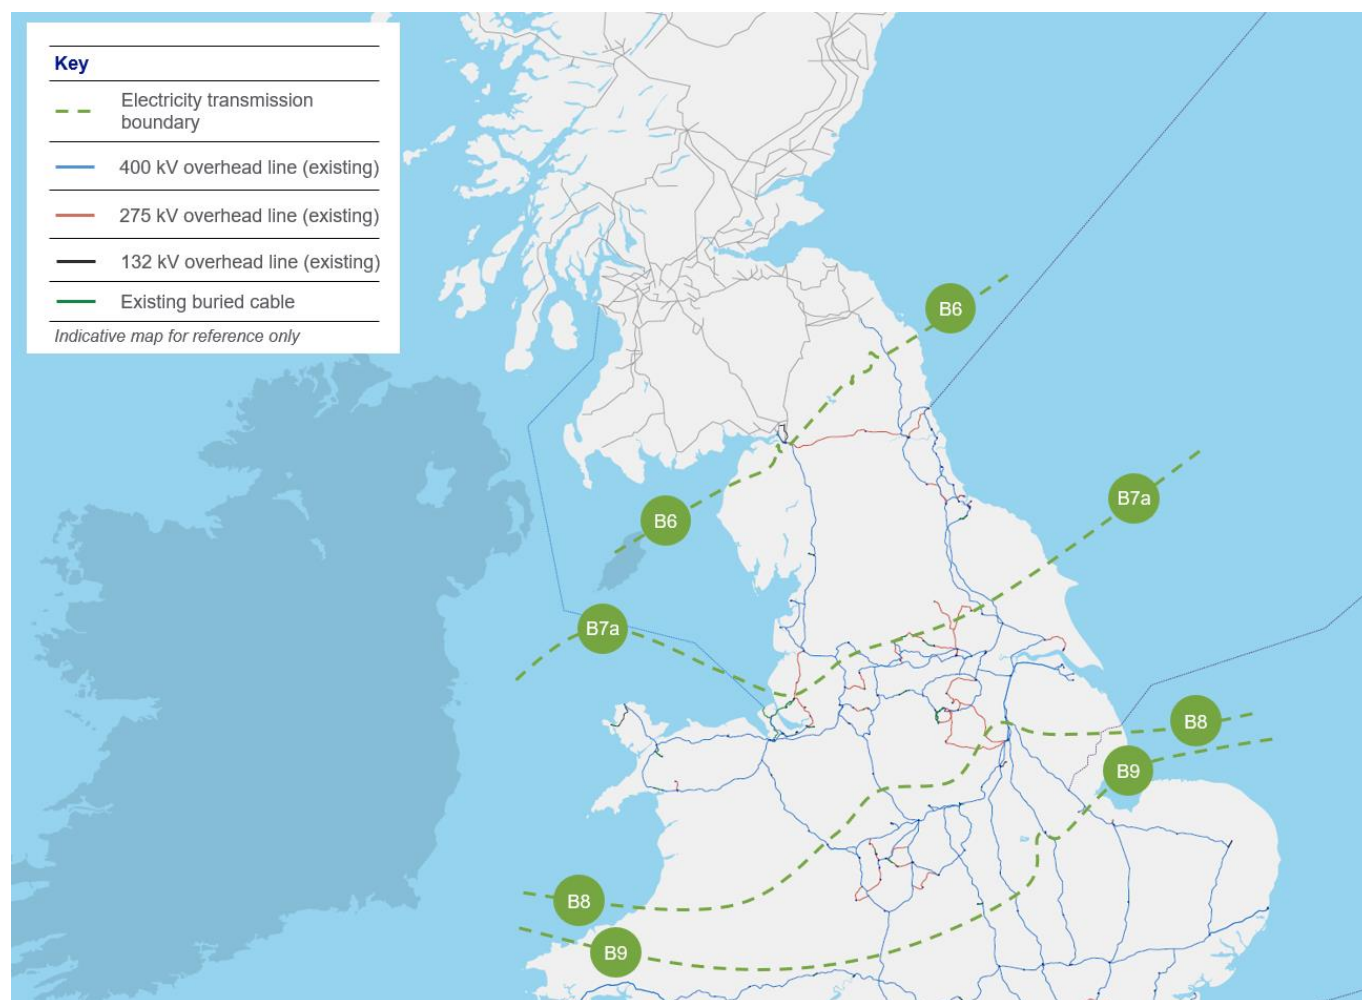 Key
Electricity transmission
boundary
400 kV overhead line (existing)
275 kV overhead line (existing)
132 kV overhead line (existing)
Existing buried cable
Indicative map for reference only
B6
B7a
B6
B7a
B8
B9
B8
B9